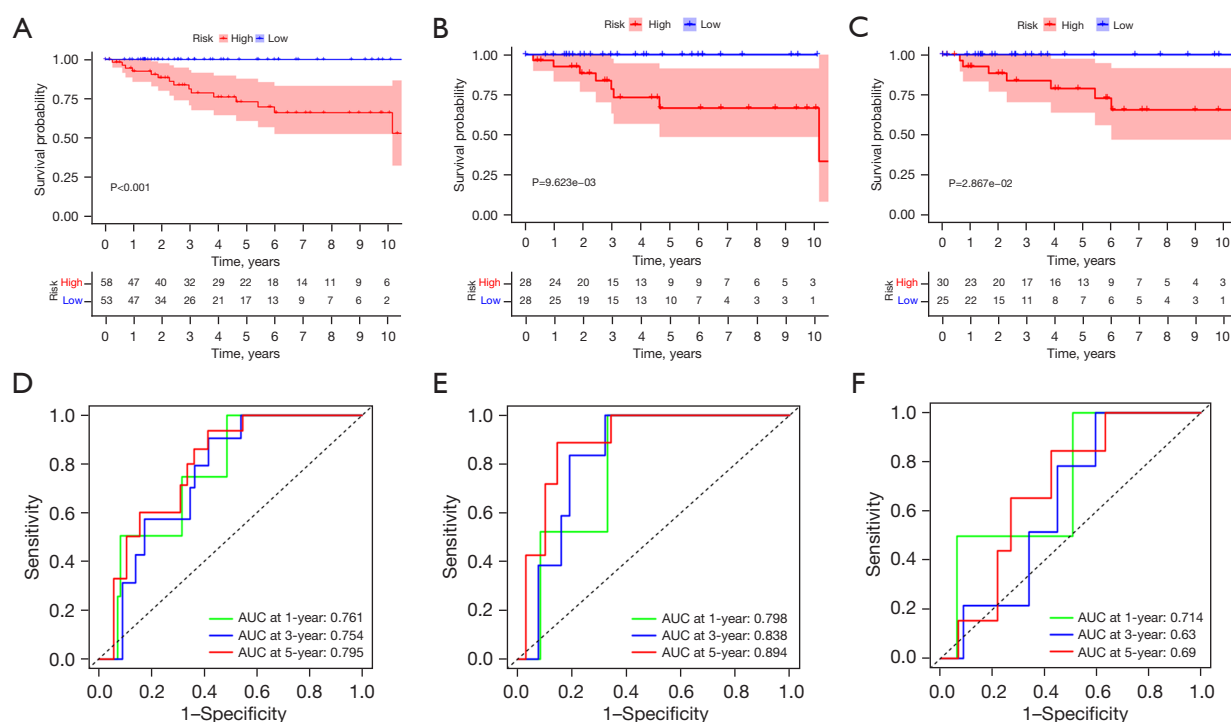 A
Risk High Low
Survival probability
1.00
0.75
0.50
0.25
0.00
P<0.001
0 1 2 3 4 5 6 7 8 9 10
Time, years
Risk
High 58 47 40 32 29 22 18 14 11 9 6
Low 53 47 34 26 21 17 13 9 7 6 2
0 1 2 3 4 5 6 7 8 9 10
Time, years
B
Risk High Low
Survival probability
1.00
0.75
0.50
0.25
0.00
P=9.623e−03
0 1 2 3 4 5 6 7 8 9 10
Time, years
Risk
High 28 24 20 15 13 9 9 7 6 5 3
Low 28 25 19 15 13 10 7 4 3 3 1
0 1 2 3 4 5 6 7 8 9 10
Time, years
C
Risk High Low
Survival probability
1.00
0.75
0.50
0.25
0.00
P=2.867e−02
0 1 2 3 4 5 6 7 8 9 10
Time, years
Risk
High 30 23 20 17 16 13 9 7 5 4 3
Low 25 22 15 11 8 7 6 5 4 3 1
0 1 2 3 4 5 6 7 8 9 10
Time, years
D
Sensitivity
1.0
0.8
0.6
0.4
0.2
0.0
AUC at 1-year: 0.761
AUC at 3-year: 0.754
AUC at 5-year: 0.795
0.0 0.2 0.4 0.6 0.8 1.0
1−Specificity
E
Sensitivity
1.0
0.8
0.6
0.4
0.2
0.0
AUC at 1-year: 0.798
AUC at 3-year: 0.838
AUC at 5-year: 0.894
0.0 0.2 0.4 0.6 0.8 1.0
1−Specificity
F
Sensitivity
1.0
0.8
0.6
0.4
0.2
0.0
AUC at 1-year: 0.714
AUC at 3-year: 0.63
AUC at 5-year: 0.69
0.0 0.2 0.4 0.6 0.8 1.0
1−Specificity